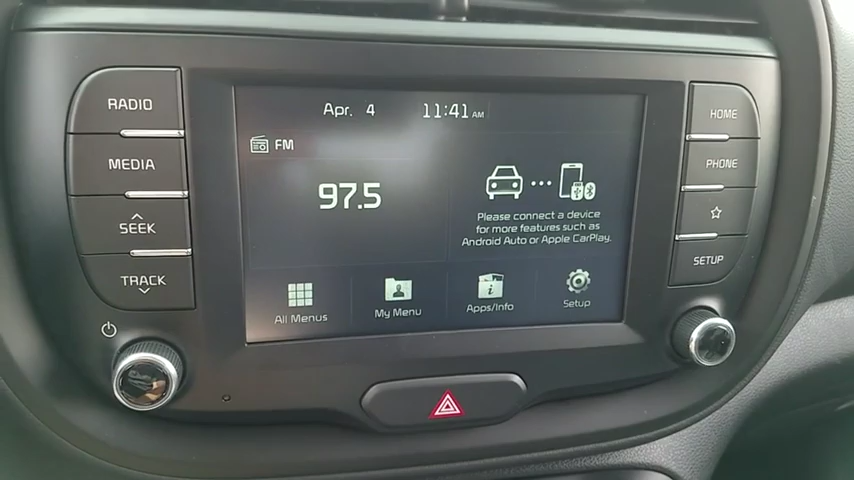 RADIO
MEDIA
SEEK
TRACK
Apr. 4 11:41 AM
FM
97.5
Please connect a device
for more features such as
Android Auto or Apple CarPlay.
All Menus
My Menu
Apps/Info
Setup
HOME
PHONE
SETUP